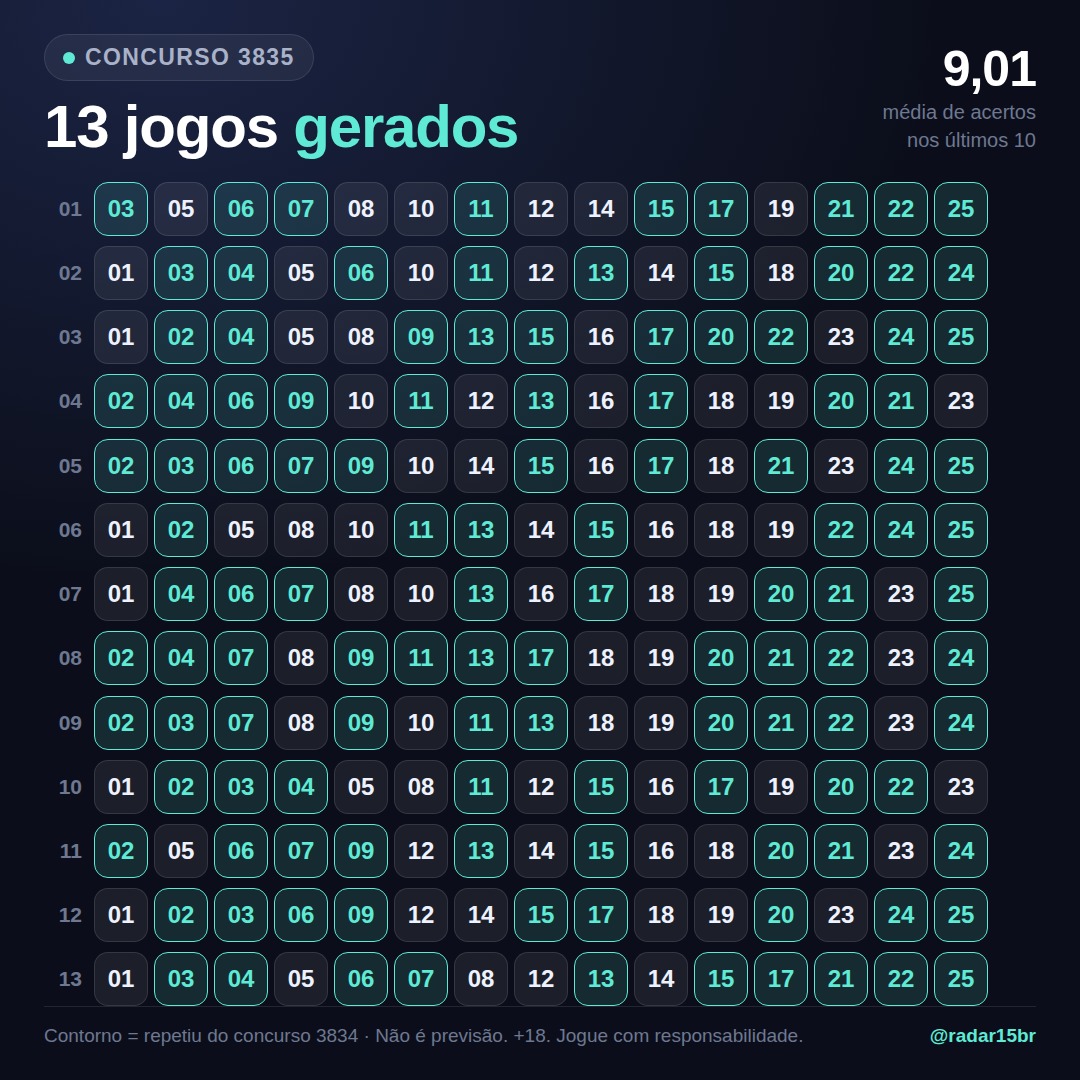 CONCURSO 3835
13 jogos gerados
9,01
média de acertos
nos últimos 10
01 03 05 06 07 08 10 11 12 14 15 17 19 21 22 25
02 01 03 04 05 06 10 11 12 13 14 15 18 20 22 24
03 01 02 04 05 08 09 13 15 16 17 20 22 23 24 25
04 02 04 06 09 10 11 12 13 16 17 18 19 20 21 23
05 02 03 06 07 09 10 14 15 16 17 18 21 23 24 25
06 01 02 05 08 10 11 13 14 15 16 18 19 22 24 25
07 01 04 06 07 08 10 13 16 17 18 19 20 21 23 25
08 02 04 07 08 09 11 13 17 18 19 20 21 22 23 24
09 02 03 07 08 09 10 11 13 18 19 20 21 22 23 24
10 01 02 03 04 05 08 11 12 15 16 17 19 20 22 23
11 02 05 06 07 09 12 13 14 15 16 18 20 21 23 24
12 01 02 03 06 09 12 14 15 17 18 19 20 23 24 25
13 01 03 04 05 06 07 08 12 13 14 15 17 21 22 25
Contorno = repetiu do concurso 3834 · Não é previsão. +18. Jogue com responsabilidade.
@radar15br